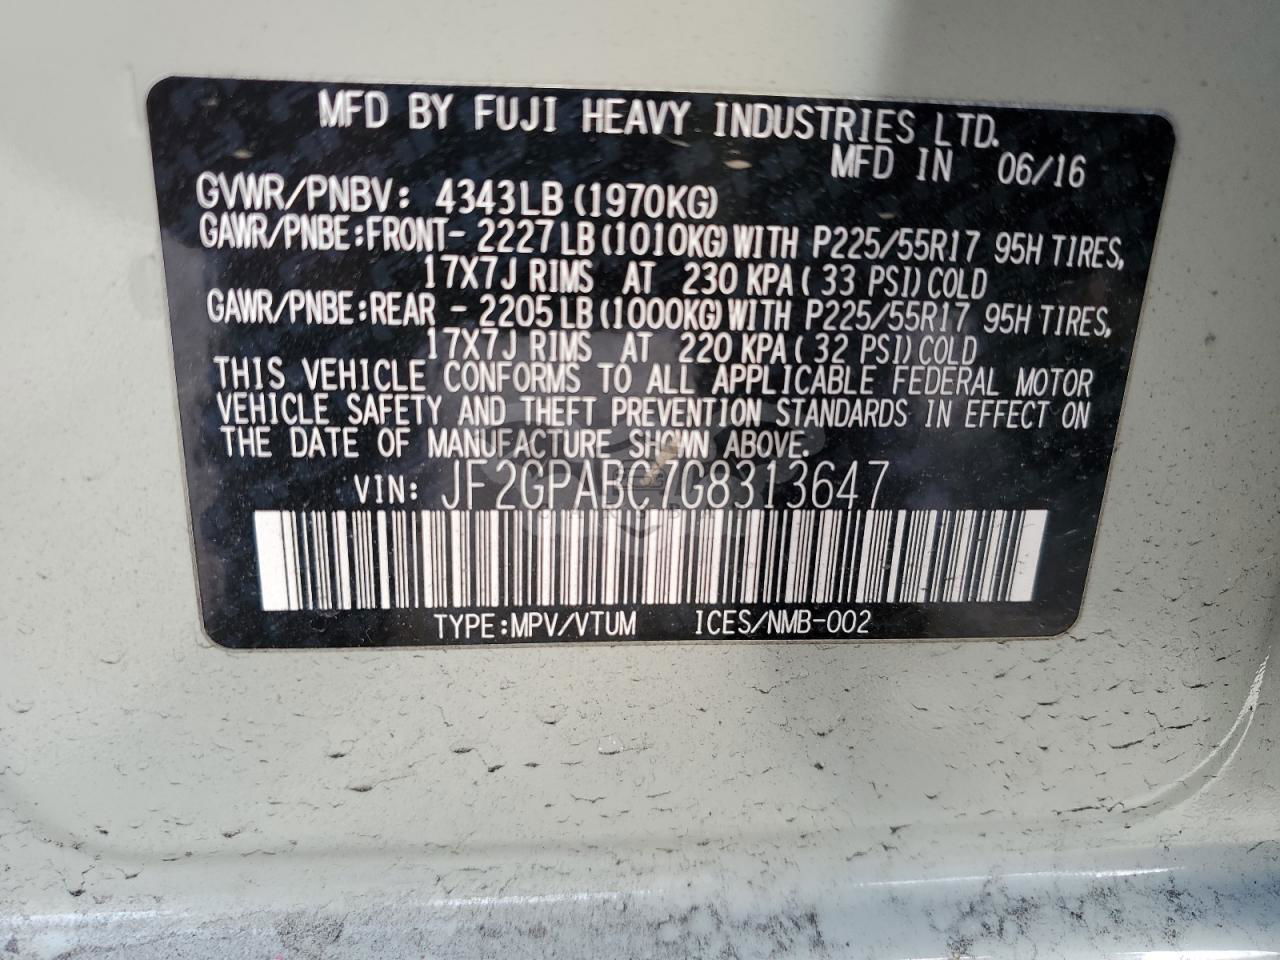 MFD BY FUJI HEAVY INDUSTRIES LTD.
MFD IN 06/16
GVWR/PNBV: 4343LB (1970KG)
GAWR/PNBE:FRONT- 2227LB(1010KG)WITH P225/55R17 95H TIRES,
17X7J RIMS AT 230 KPA( 33 PSI)COLD
GAWR/PNBE:REAR - 2205LB(1000KG)WITH P225/55R17 95H TIRES,
17X7J RIMS AT 220 KPA( 32 PSI)COLD
THIS VEHICLE CONFORMS TO ALL APPLICABLE FEDERAL MOTOR
VEHICLE SAFETY AND THEFT PREVENTION STANDARDS IN EFFECT ON
THE DATE OF MANUFACTURE SHOWN ABOVE.
VIN: JF2GPABC7G8313647
TYPE:MPV/VTUM ICES/NMB-002